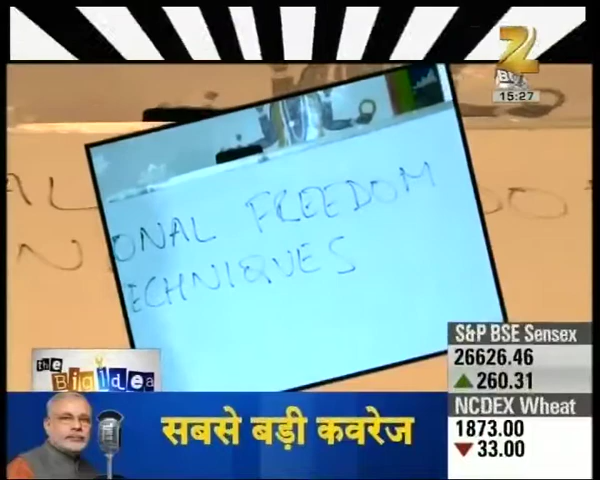 Z
15:27
ONAL FREEDOM
ECHNIQUES
the
Big Idea
सबसे बड़ी कवरेज
S&P BSE Sensex
26626.46
260.31
NCDEX Wheat
1873.00
33.00